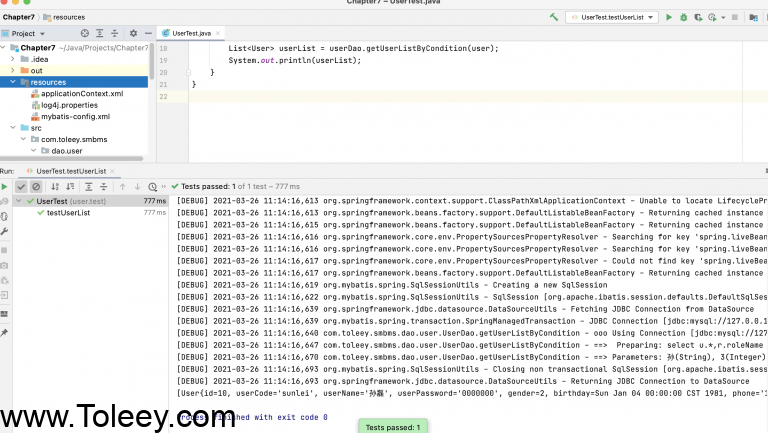 Chapter7 – UserTest.java
Chapter7 resources
UserTest.testUserList
Project
UserTest.java
Chapter7 ~/Java/Projects/Chapter7
.idea
out
resources
applicationContext.xml
log4j.properties
mybatis-config.xml
src
com.toleey.smbms
dao.user
18 List<User> userList = userDao.getUserListByCondition(user);
19 System.out.println(userList);
20 }
21 }
22
Run: UserTest.testUserList
Tests passed: 1 of 1 test – 777 ms
UserTest (user.test) 777 ms
testUserList 777 ms
[DEBUG] 2021-03-26 11:14:16,613 org.springframework.context.support.ClassPathXmlApplicationContext - Unable to locate LifecyclePr
[DEBUG] 2021-03-26 11:14:16,613 org.springframework.beans.factory.support.DefaultListableBeanFactory - Returning cached instance
[DEBUG] 2021-03-26 11:14:16,615 org.springframework.beans.factory.support.DefaultListableBeanFactory - Returning cached instance
[DEBUG] 2021-03-26 11:14:16,616 org.springframework.core.env.PropertySourcesPropertyResolver - Searching for key 'spring.liveBean
[DEBUG] 2021-03-26 11:14:16,616 org.springframework.core.env.PropertySourcesPropertyResolver - Searching for key 'spring.liveBean
[DEBUG] 2021-03-26 11:14:16,617 org.springframework.core.env.PropertySourcesPropertyResolver - Could not find key 'spring.liveBea
[DEBUG] 2021-03-26 11:14:16,617 org.springframework.beans.factory.support.DefaultListableBeanFactory - Returning cached instance
[DEBUG] 2021-03-26 11:14:16,619 org.mybatis.spring.SqlSessionUtils - Creating a new SqlSession
[DEBUG] 2021-03-26 11:14:16,622 org.mybatis.spring.SqlSessionUtils - SqlSession [org.apache.ibatis.session.defaults.DefaultSqlSes
[DEBUG] 2021-03-26 11:14:16,639 org.springframework.jdbc.datasource.DataSourceUtils - Fetching JDBC Connection from DataSource
[DEBUG] 2021-03-26 11:14:16,639 org.mybatis.spring.transaction.SpringManagedTransaction - JDBC Connection [jdbc:mysql://127.0.0.1
[DEBUG] 2021-03-26 11:14:16,640 com.toleey.smbms.dao.user.UserDao.getUserListByCondition - ooo Using Connection [jdbc:mysql://127
[DEBUG] 2021-03-26 11:14:16,647 com.toleey.smbms.dao.user.UserDao.getUserListByCondition - ==>  Preparing: select u.*,r.roleName
[DEBUG] 2021-03-26 11:14:16,670 com.toleey.smbms.dao.user.UserDao.getUserListByCondition - ==> Parameters: 孙(String), 3(Integer)
[DEBUG] 2021-03-26 11:14:16,693 org.mybatis.spring.SqlSessionUtils - Closing non transactional SqlSession [org.apache.ibatis.sess
[DEBUG] 2021-03-26 11:14:16,693 org.springframework.jdbc.datasource.DataSourceUtils - Returning JDBC Connection to DataSource
[User{id=10, userCode='sunlei', userName='孙磊', userPassword='0000000', gender=2, birthday=Sun Jan 04 00:00:00 CST 1981, phone='1
Process finished with exit code 0
www.Toleey.com
Tests passed: 1